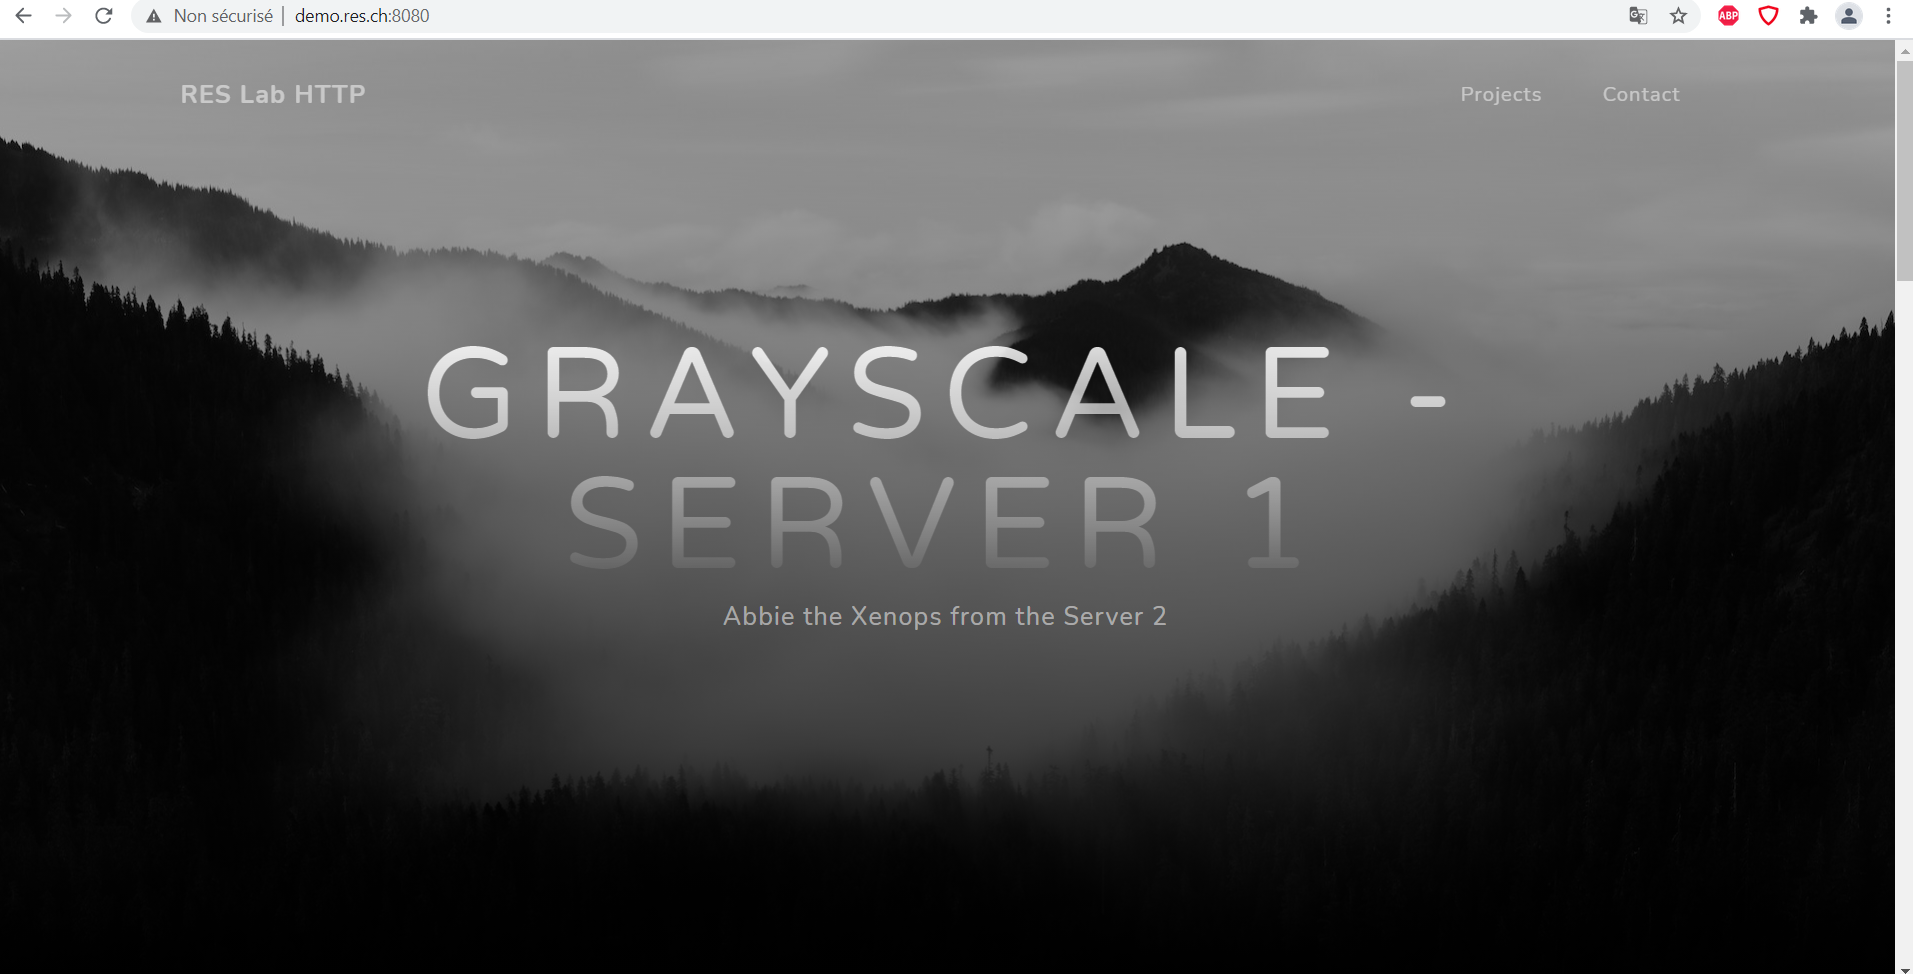 Non sécurisé | demo.res.ch:8080
ABP
RES Lab HTTP
Projects
Contact
GRAYSCALE -
SERVER 1
Abbie the Xenops from the Server 2